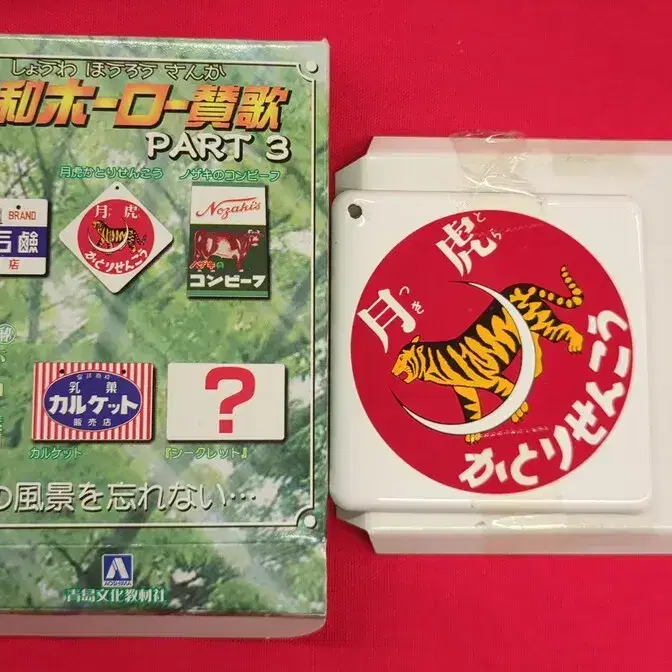 しょうわ ほうろう さんか
和ホーロー賛歌
PART 3
月虎かとりせんこう
ノザキのコンビーフ
BRAND
石鹸
店
月虎
かとりせんこう
Nozaki's
ノザキの
コンビーフ
乳菓
カルケット
販売店
?
カルケット
『シークレット』
の風景を忘れない…
AOSHIMA
青島文化教材社
月虎
つき とら
かとりせんこう